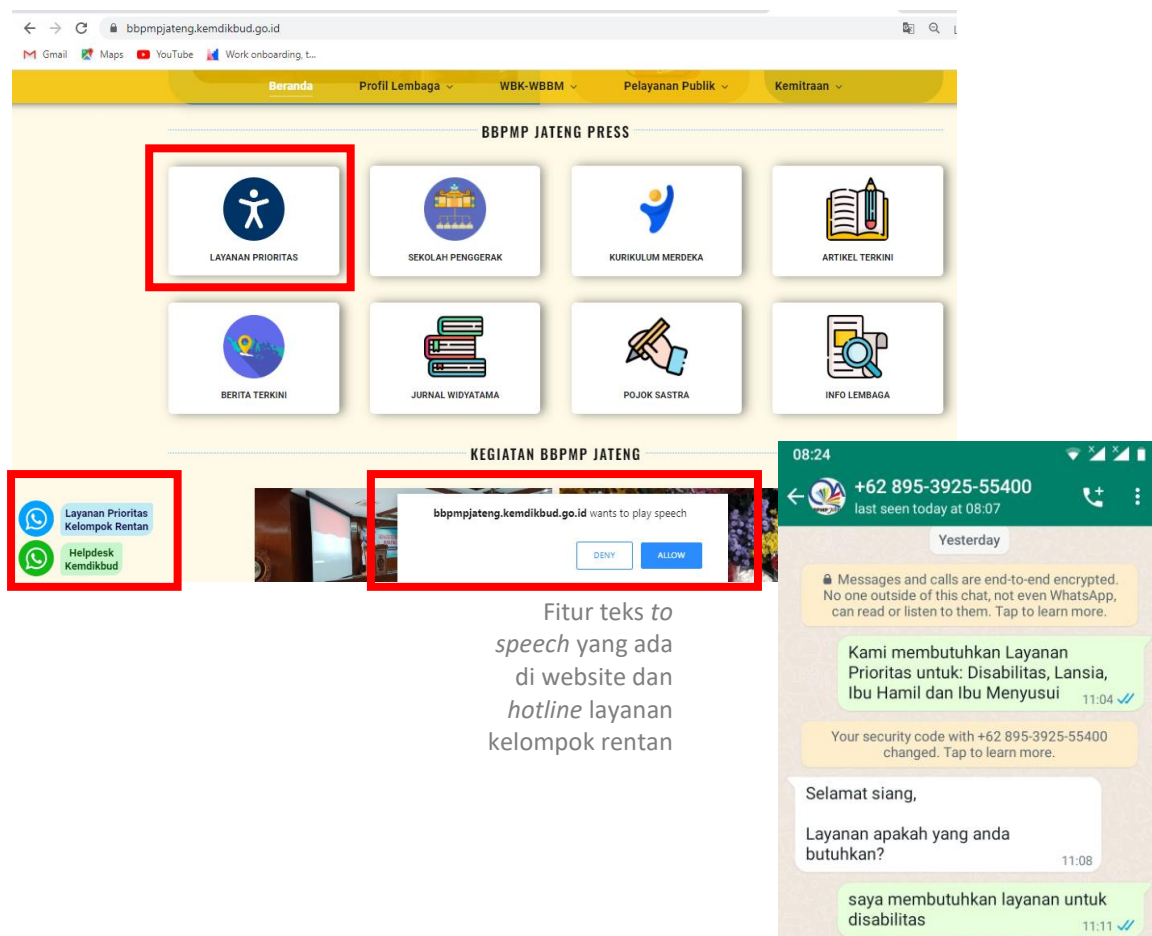 bbpmpjateng.kemdikbud.go.id
Gmail Maps YouTube Work onboarding, t...
Beranda Profil Lembaga WBK-WBBM Pelayanan Publik Kemitraan
BBPMP JATENG PRESS
LAYANAN PRIORITAS SEKOLAH PENGGERAK KURIKULUM MERDEKA ARTIKEL TERKINI
BERITA TERKINI JURNAL WIDYATAMA POJOK SASTRA INFO LEMBAGA
KEGIATAN BBPMP JATENG
Layanan Prioritas
Kelompok Rentan
Helpdesk
Kemdikbud
bbpmpjateng.kemdikbud.go.id wants to play speech
DENY ALLOW
Fitur teks to
speech yang ada
di website dan
hotline layanan
kelompok rentan
08:24
+62 895-3925-55400
last seen today at 08:07
Yesterday
Messages and calls are end-to-end encrypted.
No one outside of this chat, not even WhatsApp,
can read or listen to them. Tap to learn more.
Kami membutuhkan Layanan
Prioritas untuk: Disabilitas, Lansia,
Ibu Hamil dan Ibu Menyusui 11:04
Your security code with +62 895-3925-55400
changed. Tap to learn more.
Selamat siang,
Layanan apakah yang anda
butuhkan? 11:08
saya membutuhkan layanan untuk
disabilitas 11:11